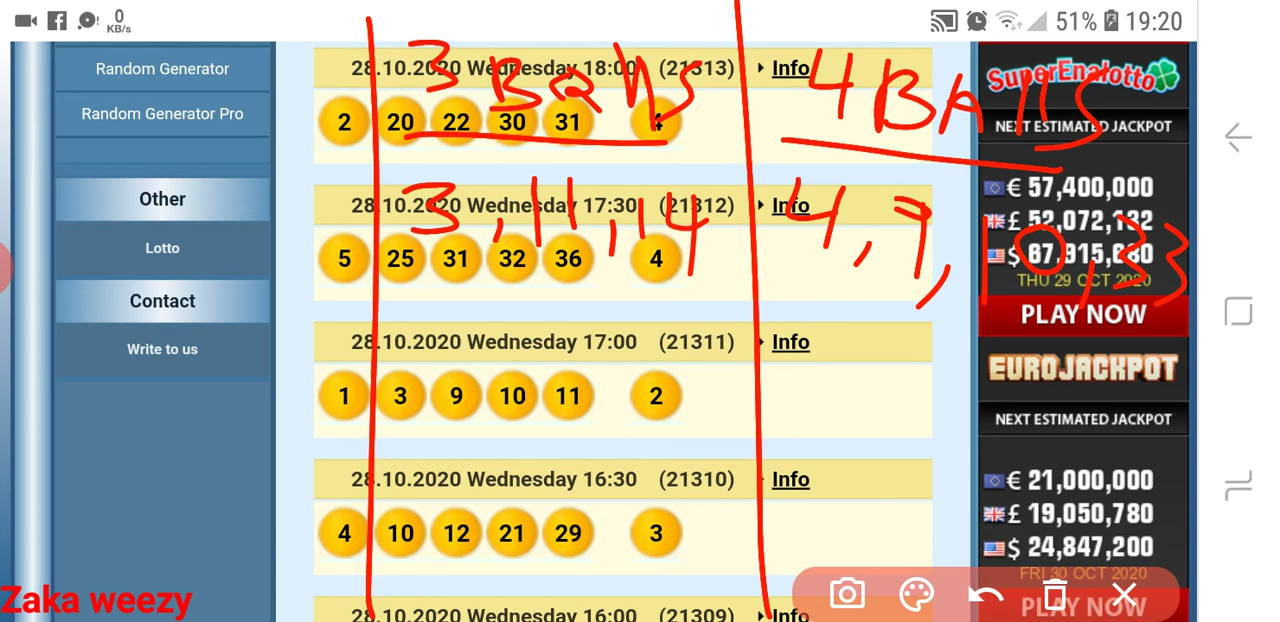 0
KB/s
51% 19:20
Random Generator
Random Generator Pro
Other
Lotto
Contact
Write to us
28.10.2020 Wednesday 18:00 (21313) Info
2 20 22 30 31 4
28.10.2020 Wednesday 17:30 (21312) Info
5 25 31 32 36 4
28.10.2020 Wednesday 17:00 (21311) Info
1 3 9 10 11 2
28.10.2020 Wednesday 16:30 (21310) Info
4 10 12 21 29 3
28.10.2020 Wednesday 16:00 (21309) Info
3
4 BAllS
3,11,14
SuperEnalotto
NEXT ESTIMATED JACKPOT
€ 57,400,000
THU 29 OCT 2020
PLAY NOW
EUROJACKPOT
NEXT ESTIMATED JACKPOT
€ 21,000,000
£ 19,050,780
$ 24,847,200
FRI 30 OCT 2020
PLAY NOW
Zaka weezy